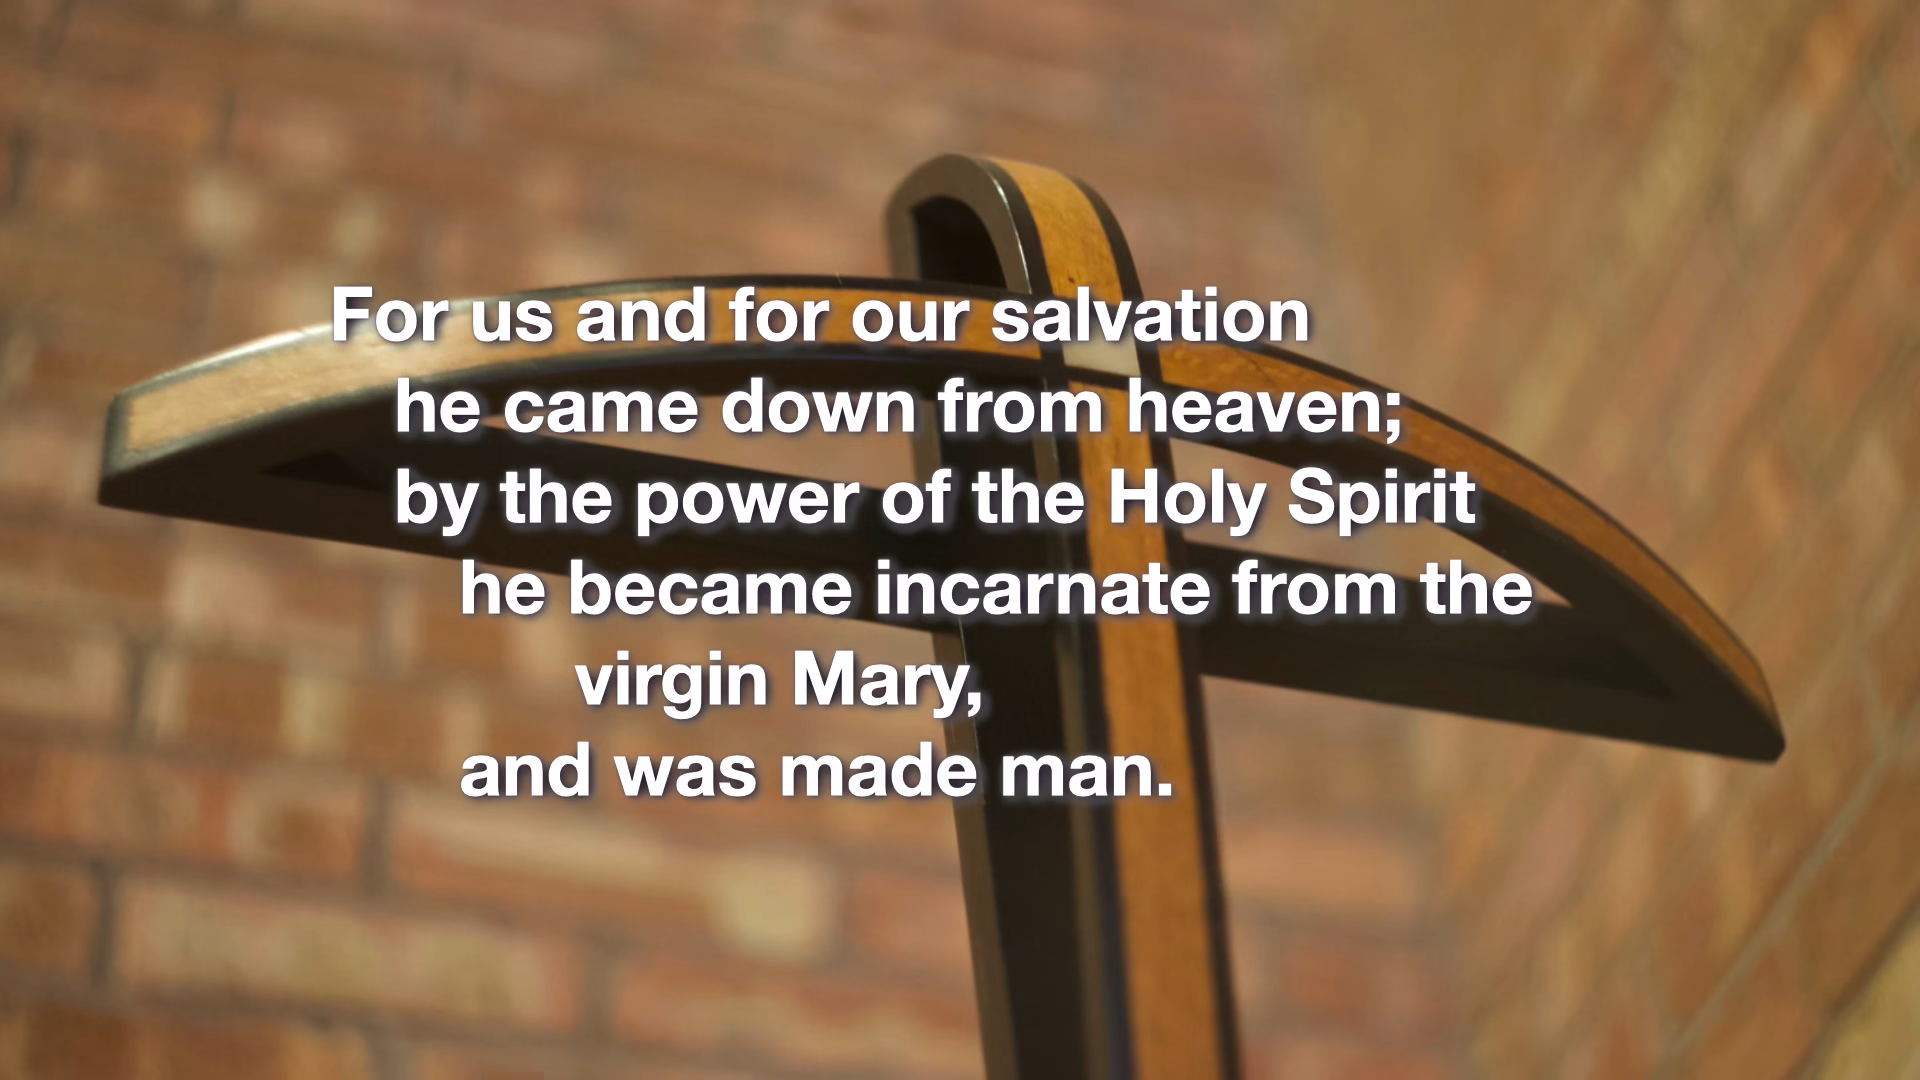 For us and for our salvation
he came down from heaven;
by the power of the Holy Spirit
he became incarnate from the
virgin Mary,
and was made man.